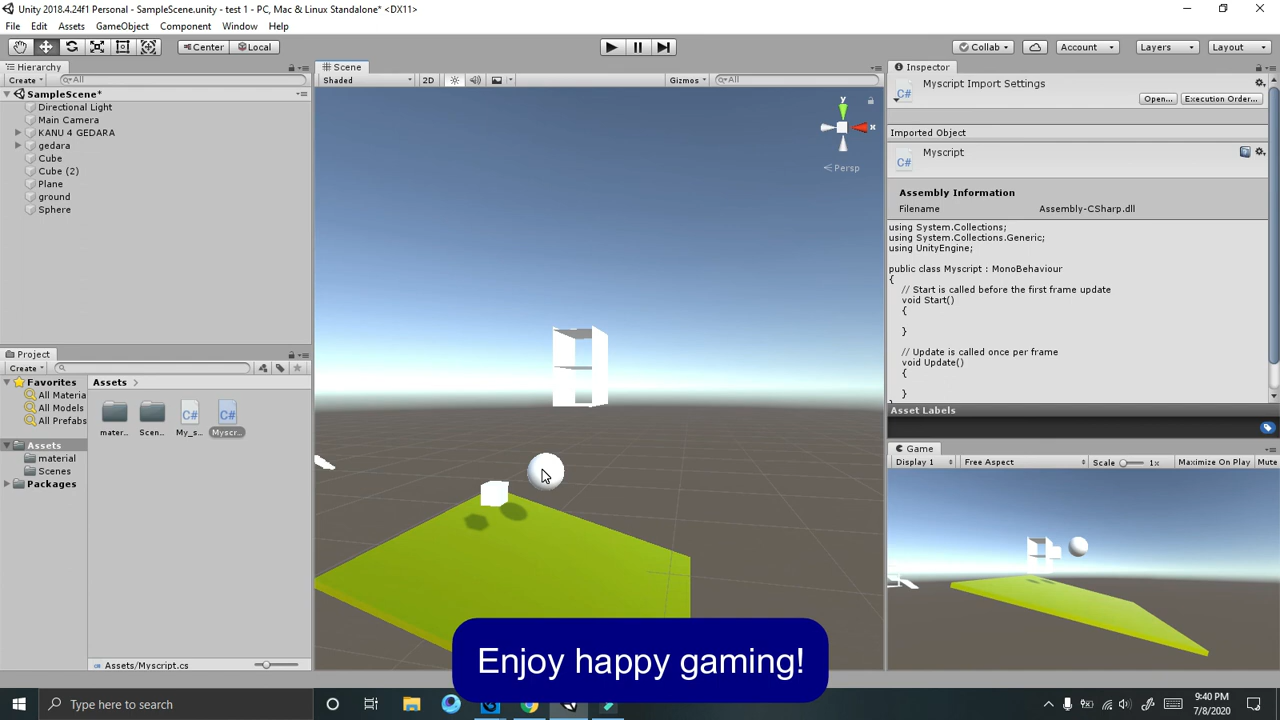 Unity 2018.4.24f1 Personal - SampleScene.unity - test 1 - PC, Mac & Linux Standalone* <DX11>
File Edit Assets GameObject Component Window Help
Center Local Collab Account Layers Layout
Hierarchy
Create All
SampleScene*
Directional Light
Main Camera
KANU 4 GEDARA
gedara
Cube
Cube (2)
Plane
ground
Sphere
Project
Create
Favorites
All Materia
All Models
All Prefabs
Assets
material
Scenes
Packages
Assets
mater...
Scen...
My_s...
Myscr...
Assets/Myscript.cs
Scene
Shaded 2D Gizmos All
y
x
Persp
Inspector
Myscript Import Settings
C#
Open... Execution Order...
Imported Object
Myscript
C#
Assembly Information
Filename Assembly-CSharp.dll
using System.Collections;
using System.Collections.Generic;
using UnityEngine;
public class Myscript : MonoBehaviour
{
// Start is called before the first frame update
void Start()
{
}
// Update is called once per frame
void Update()
{
}
Asset Labels
Game
Display 1 Free Aspect Scale 1x Maximize On Play Mute
Enjoy happy gaming!
Type here to search
9:40 PM
7/8/2020